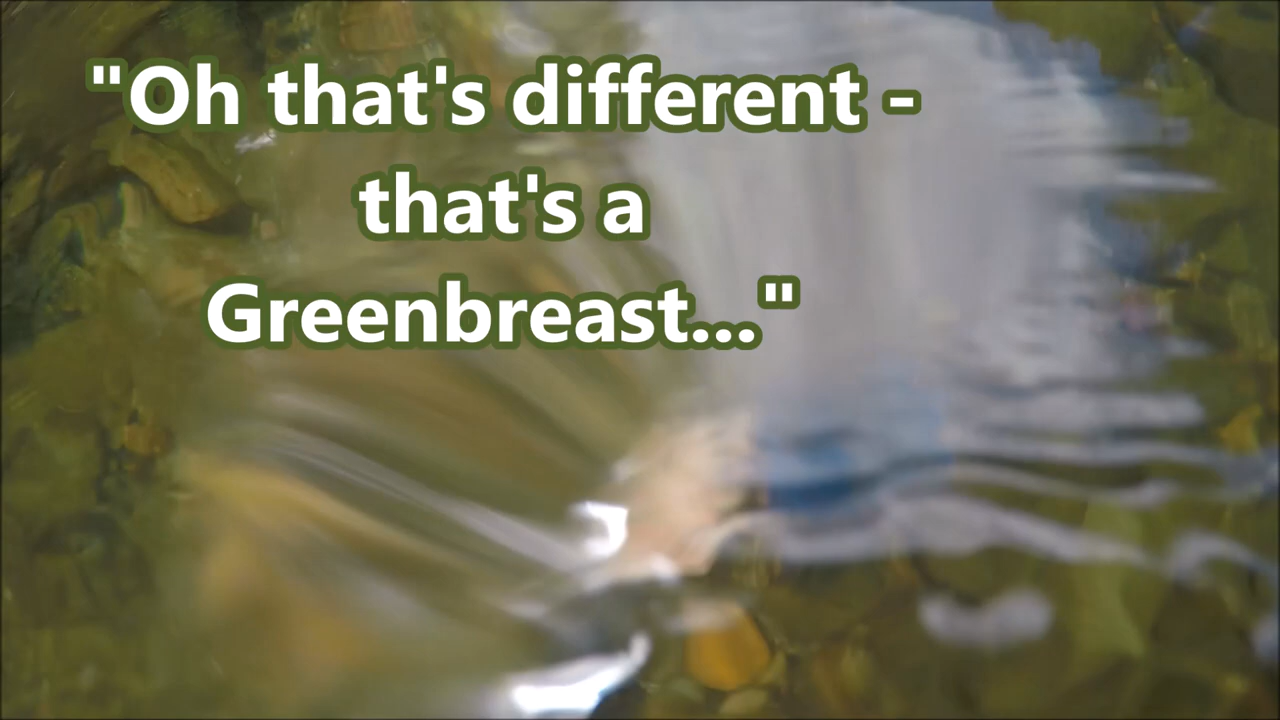 "Oh that's different -
that's a
Greenbreast..."